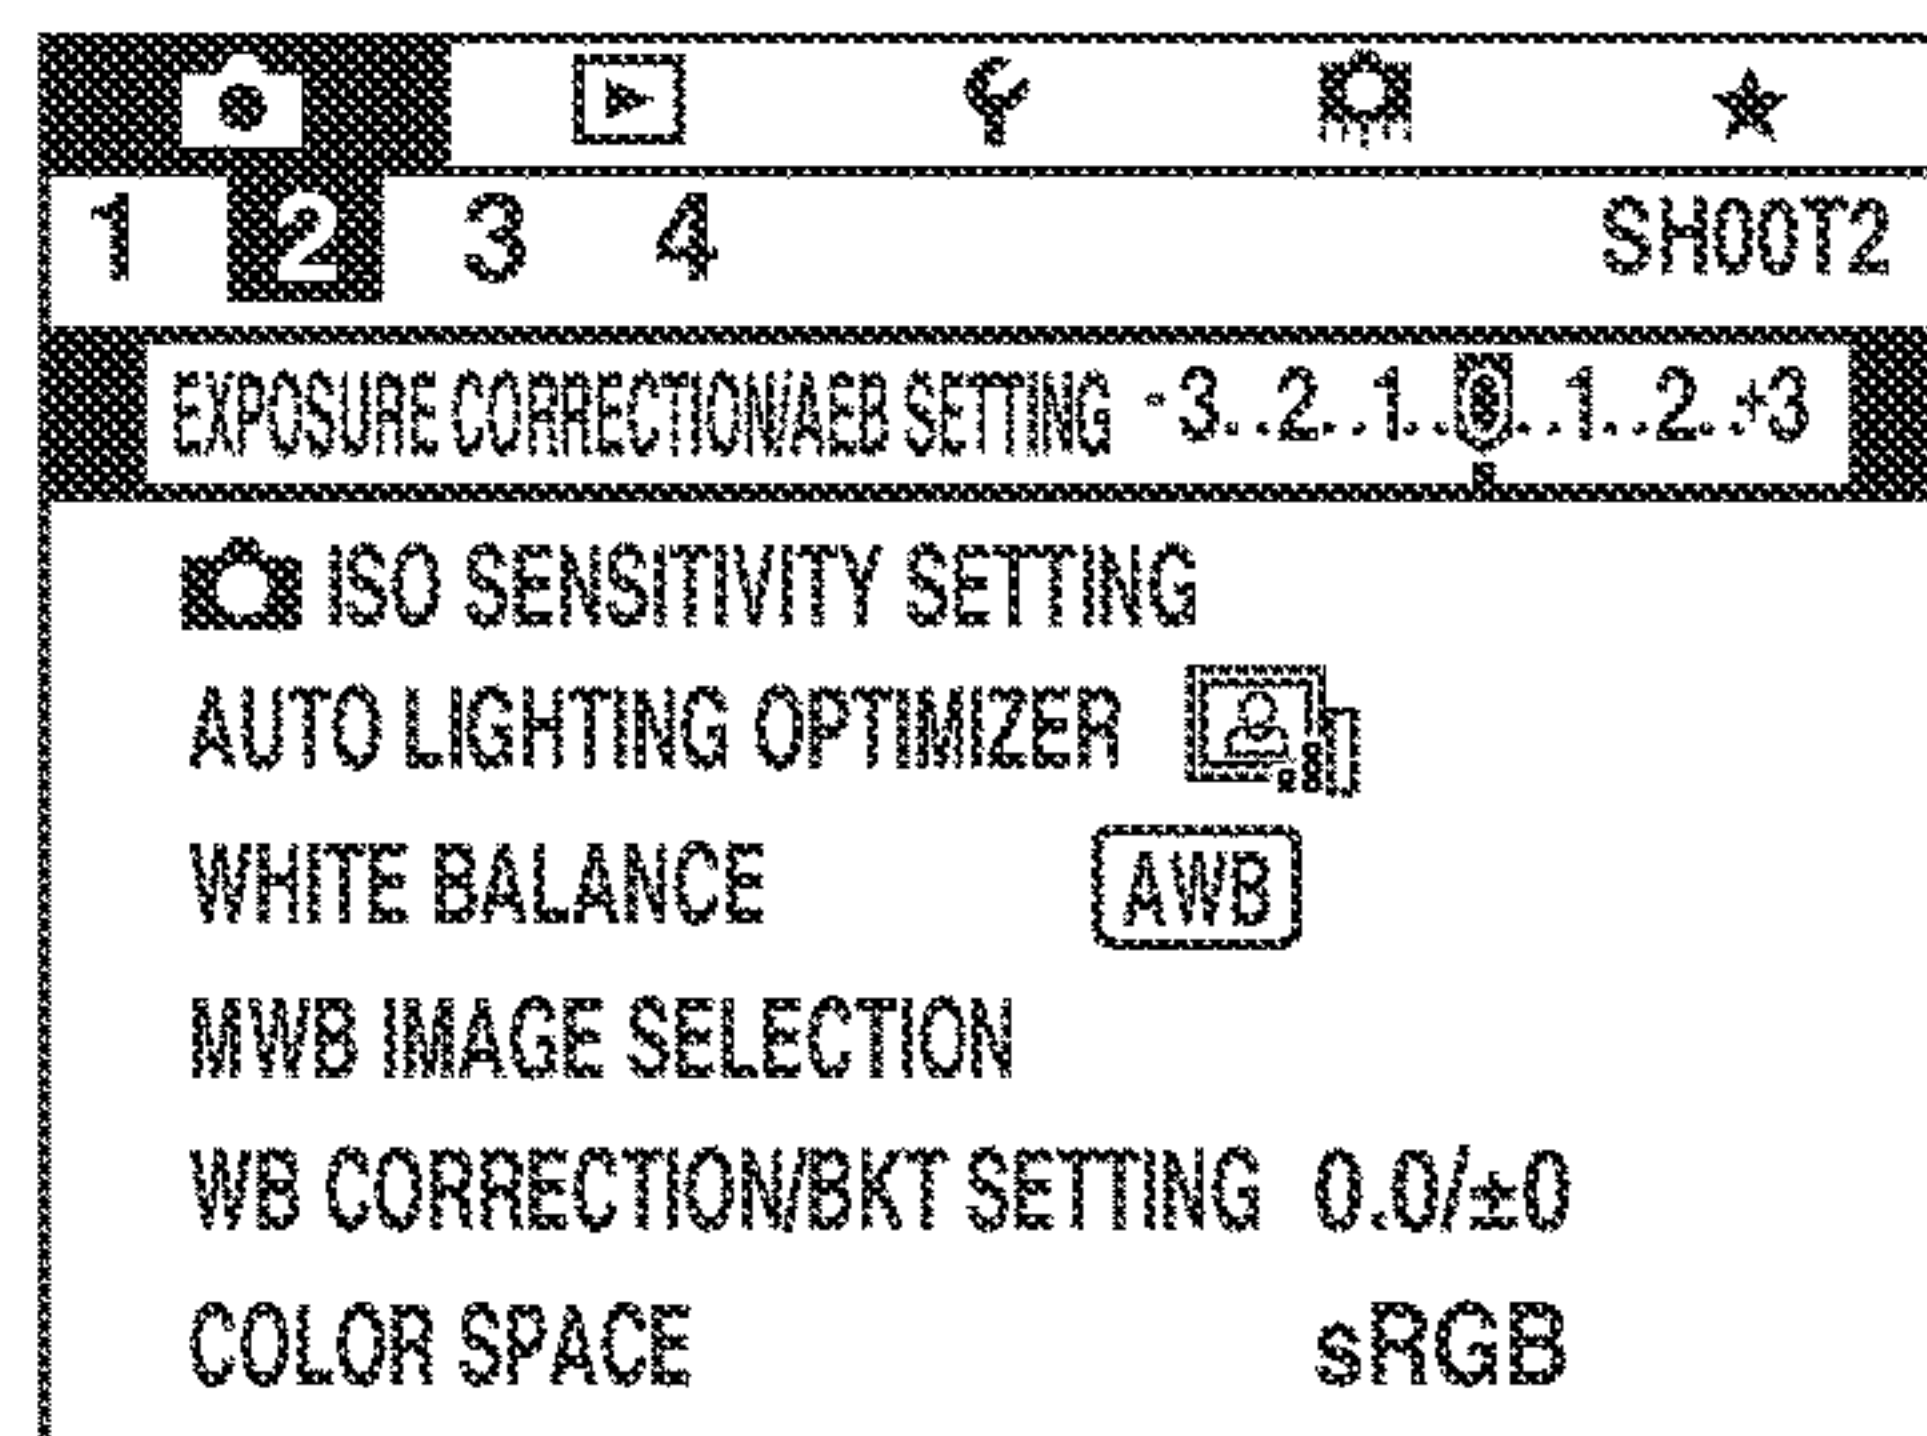 1 2 3 4 SHOOT2
EXPOSURE CORRECTION/AEB SETTING -3..2..1..0..1..2..+3
ISO SENSITIVITY SETTING
AUTO LIGHTING OPTIMIZER
WHITE BALANCE AWB
MWB IMAGE SELECTION
WB CORRECTION/BKT SETTING 0.0/±0
COLOR SPACE sRGB